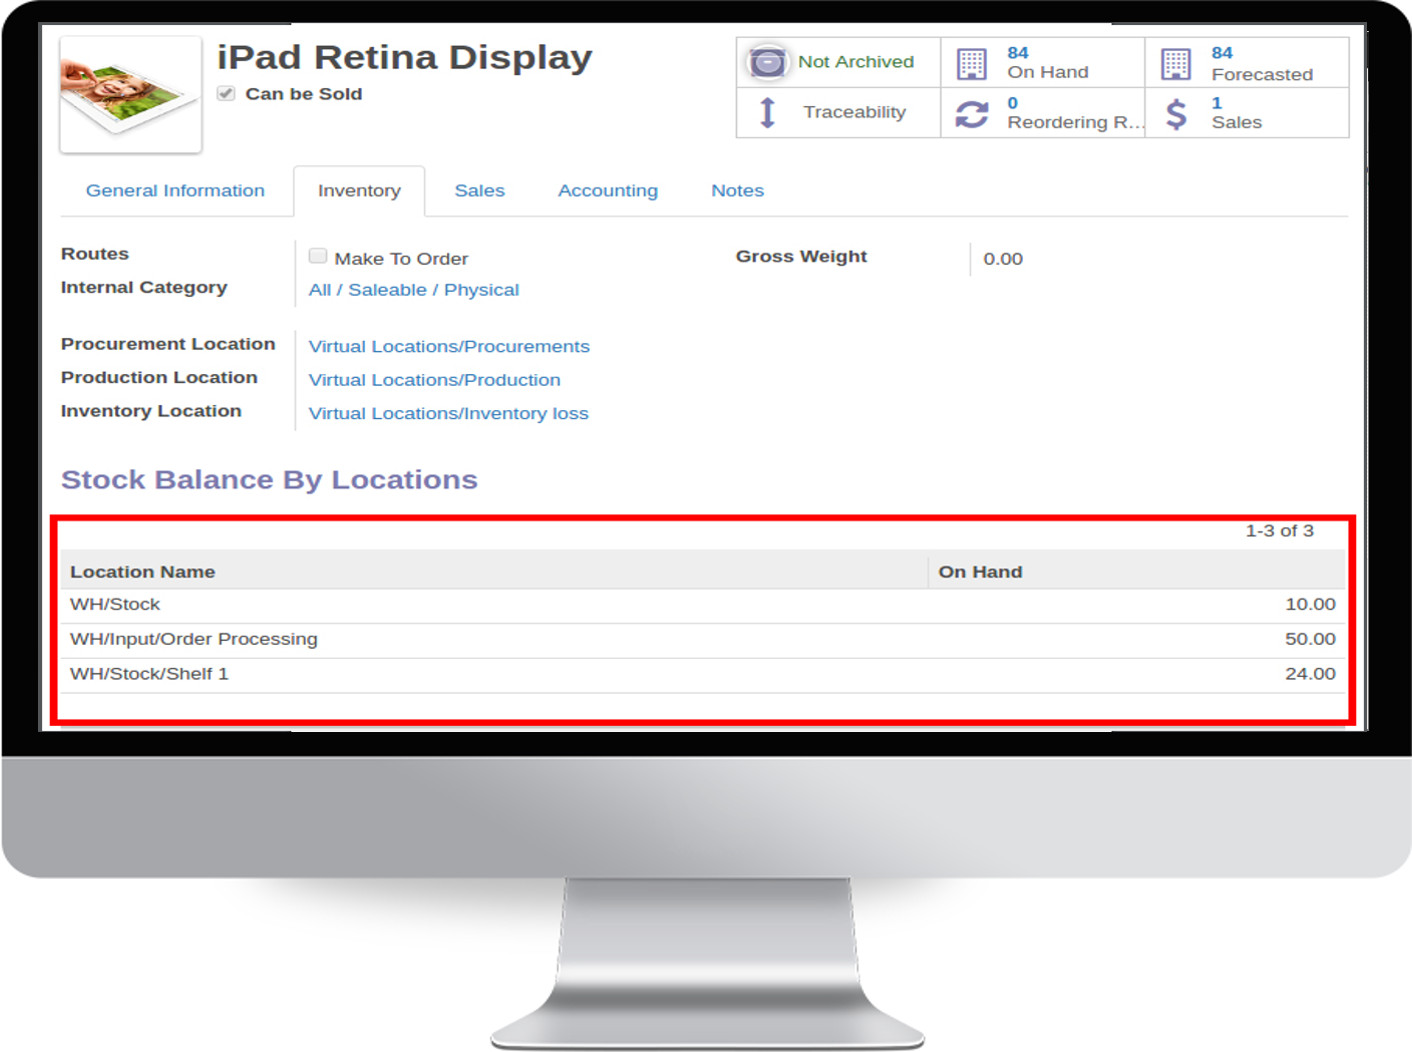 iPad Retina Display
Can be Sold
Not Archived
84
On Hand
84
Forecasted
Traceability
0
Reordering R...
1
Sales
General Information Inventory Sales Accounting Notes
Routes Make To Order
Internal Category All / Saleable / Physical
Gross Weight 0.00
Procurement Location Virtual Locations/Procurements
Production Location Virtual Locations/Production
Inventory Location Virtual Locations/Inventory loss
Stock Balance By Locations
1-3 of 3
Location Name On Hand
WH/Stock 10.00
WH/Input/Order Processing 50.00
WH/Stock/Shelf 1 24.00